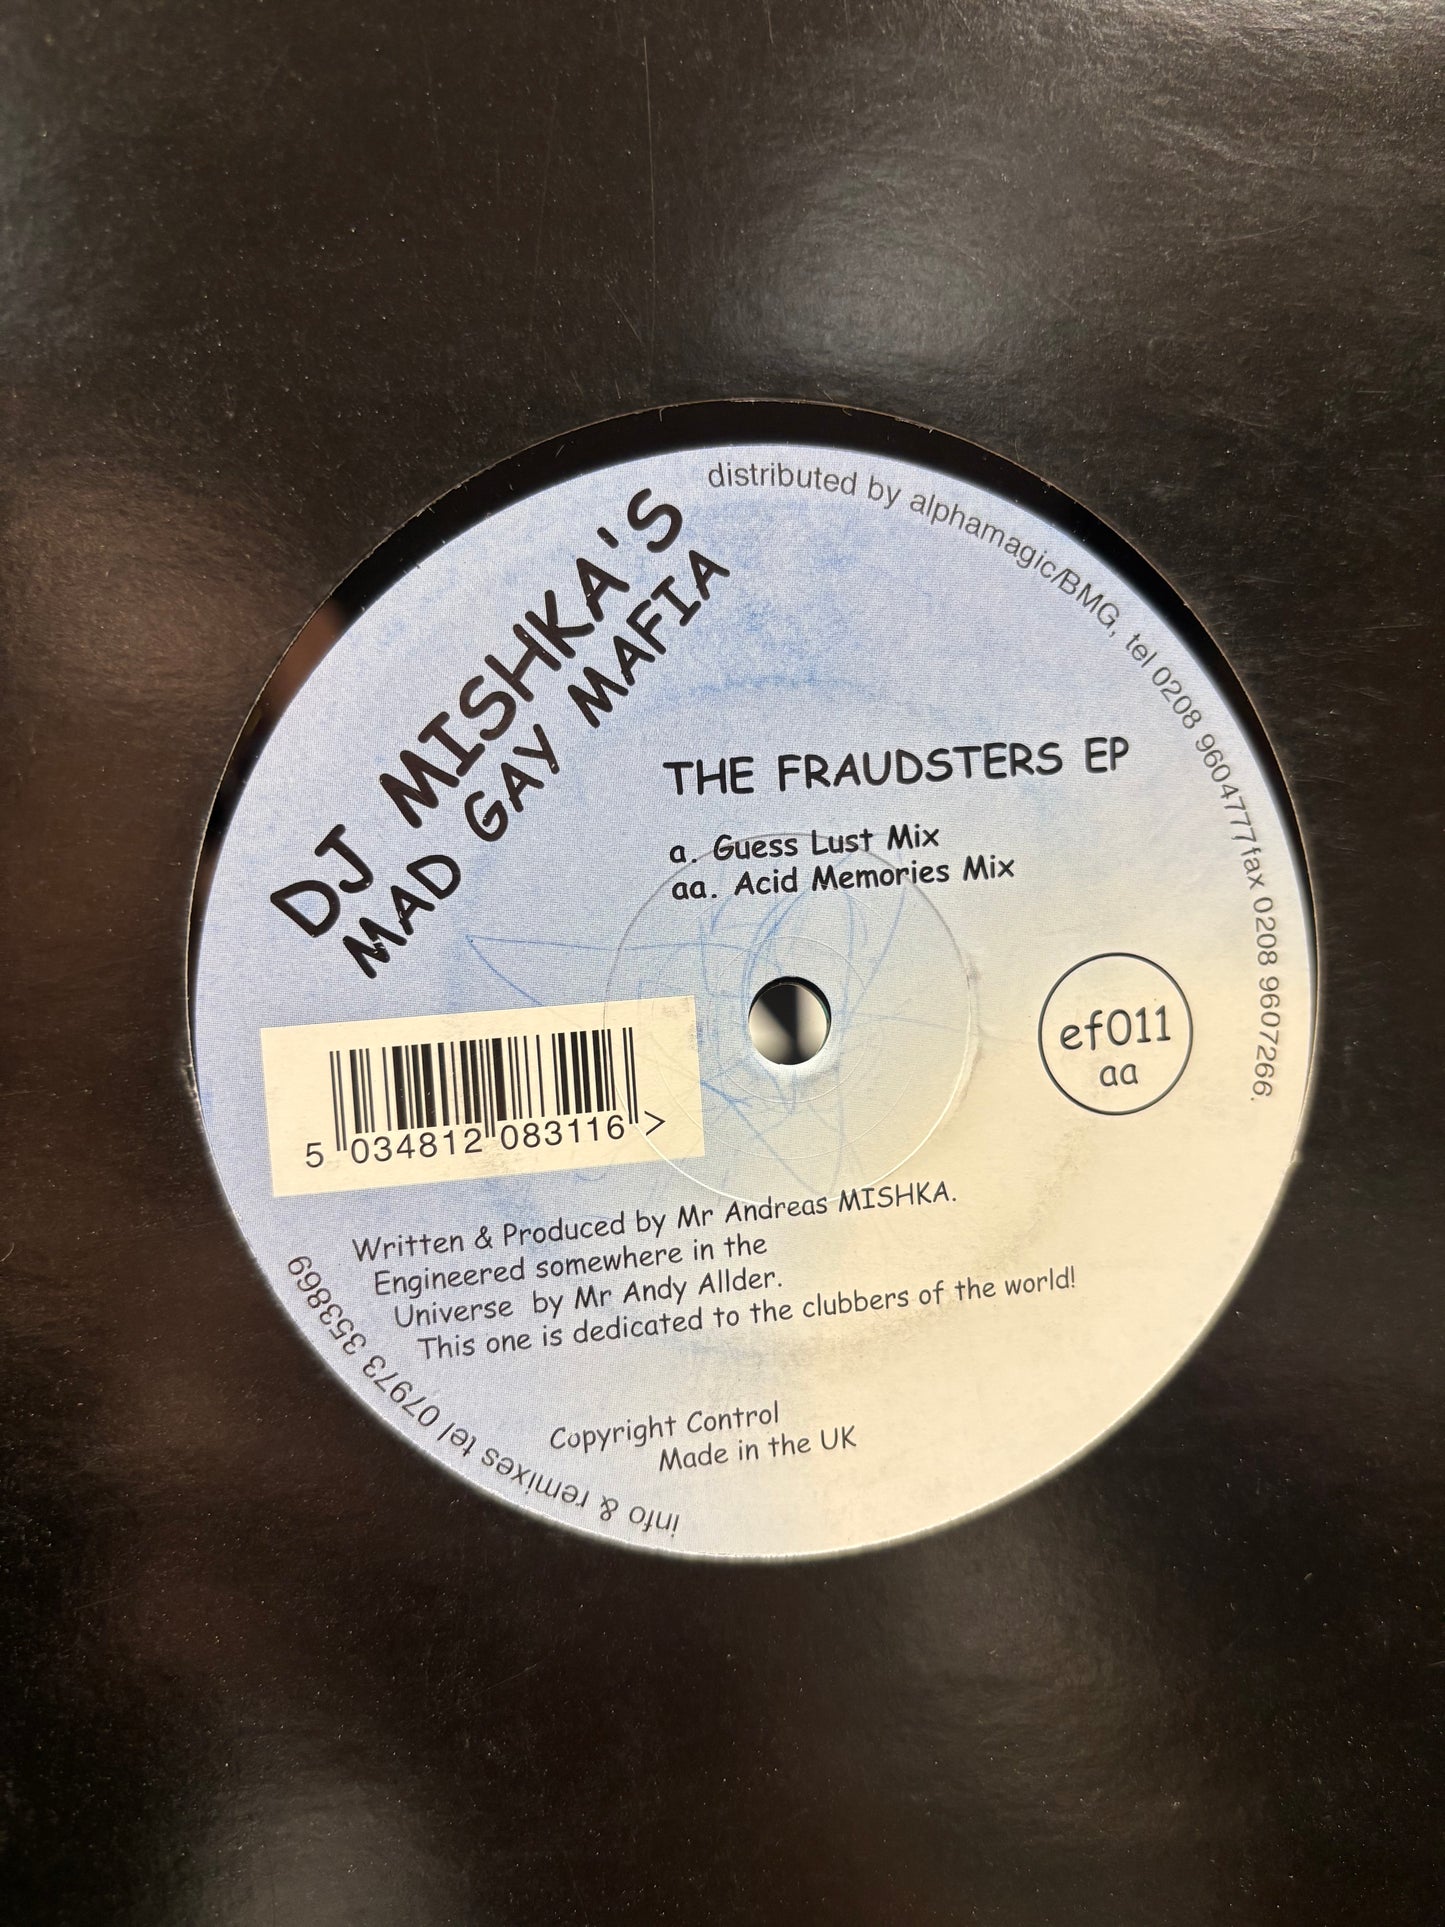 DJ MISHKA'S
MAD GAY MAFIA
distributed by alphamagic/BMG, tel 0208 9604777 fax 0208 9607266.
THE FRAUDSTERS EP
a. Guess Lust Mix
aa. Acid Memories Mix
ef011
aa
5 034812 083116 >
Written & Produced by Mr Andreas MISHKA.
Engineered somewhere in the
Universe by Mr Andy Allder.
This one is dedicated to the clubbers of the world!
Copyright Control
Made in the UK
info & remixes tel 07973 353869